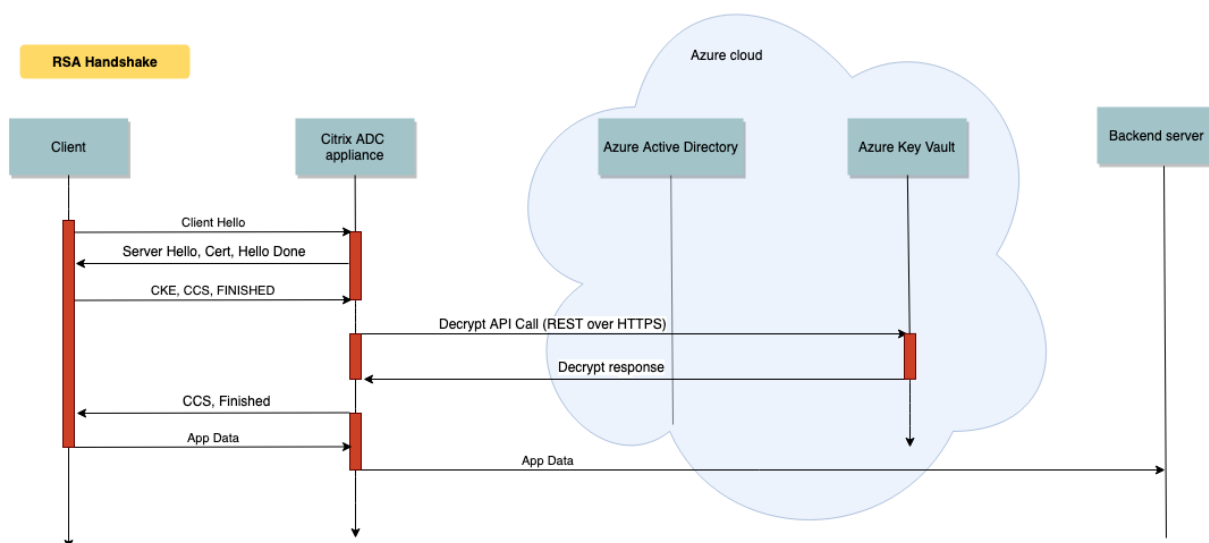 RSA Handshake
Azure cloud
Client
Citrix ADC
appliance
Azure Active Directory
Azure Key Vault
Backend server
Client Hello
Server Hello, Cert, Hello Done
CKE, CCS, FINISHED
Decrypt API Call (REST over HTTPS)
Decrypt response
CCS, Finished
App Data
App Data